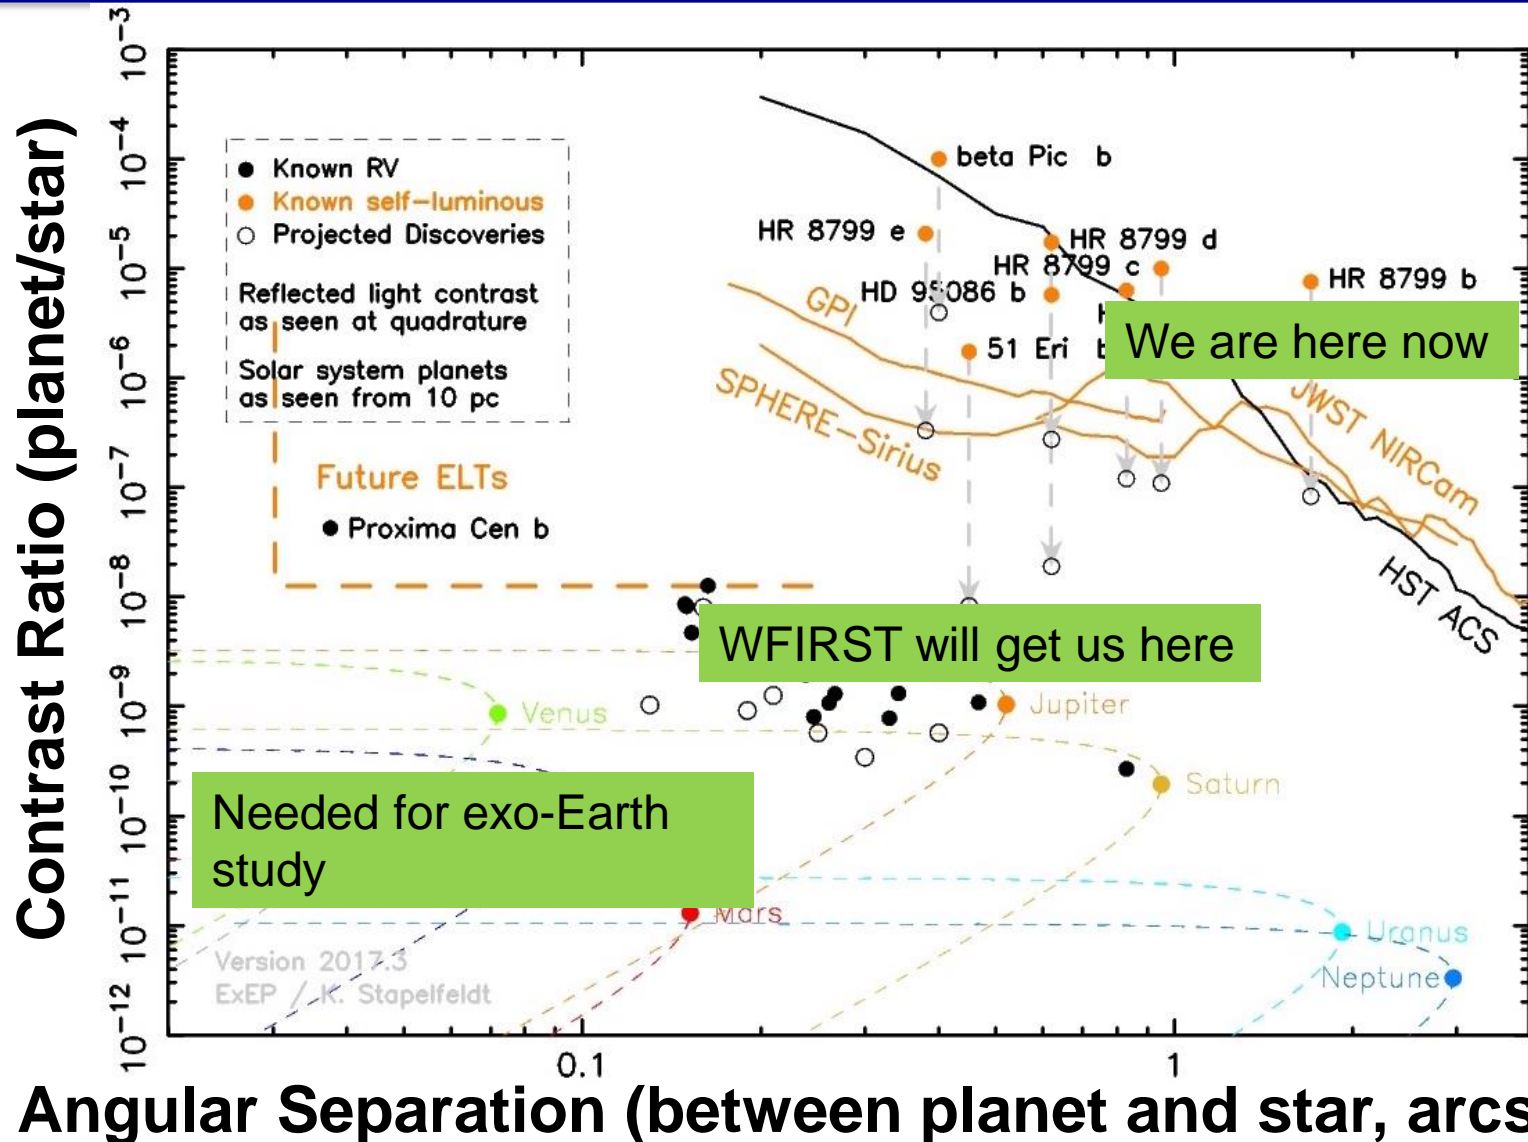 Contrast Ratio (planet/star)
10−3
10−4
10−5
10−6
10−7
10−8
10−9
10−10
10−11
10−12
Known RV
Known self−luminous
Projected Discoveries
Reflected light contrast
as seen at quadrature
Solar system planets
as seen from 10 pc
beta Pic b
HR 8799 e
HR 8799 d
HR 8799 c
HD 95086 b
HR 8799 b
51 Eri b
GPI
SPHERE−Sirius
We are here now
JWST NIRCam
HST ACS
Future ELTs
Proxima Cen b
WFIRST will get us here
Venus
Jupiter
Saturn
Needed for exo-Earth
study
Mars
Uranus
Neptune
Version 2017.3
ExEP / K. Stapelfeldt
0.1
1
Angular Separation (between planet and star, arcs